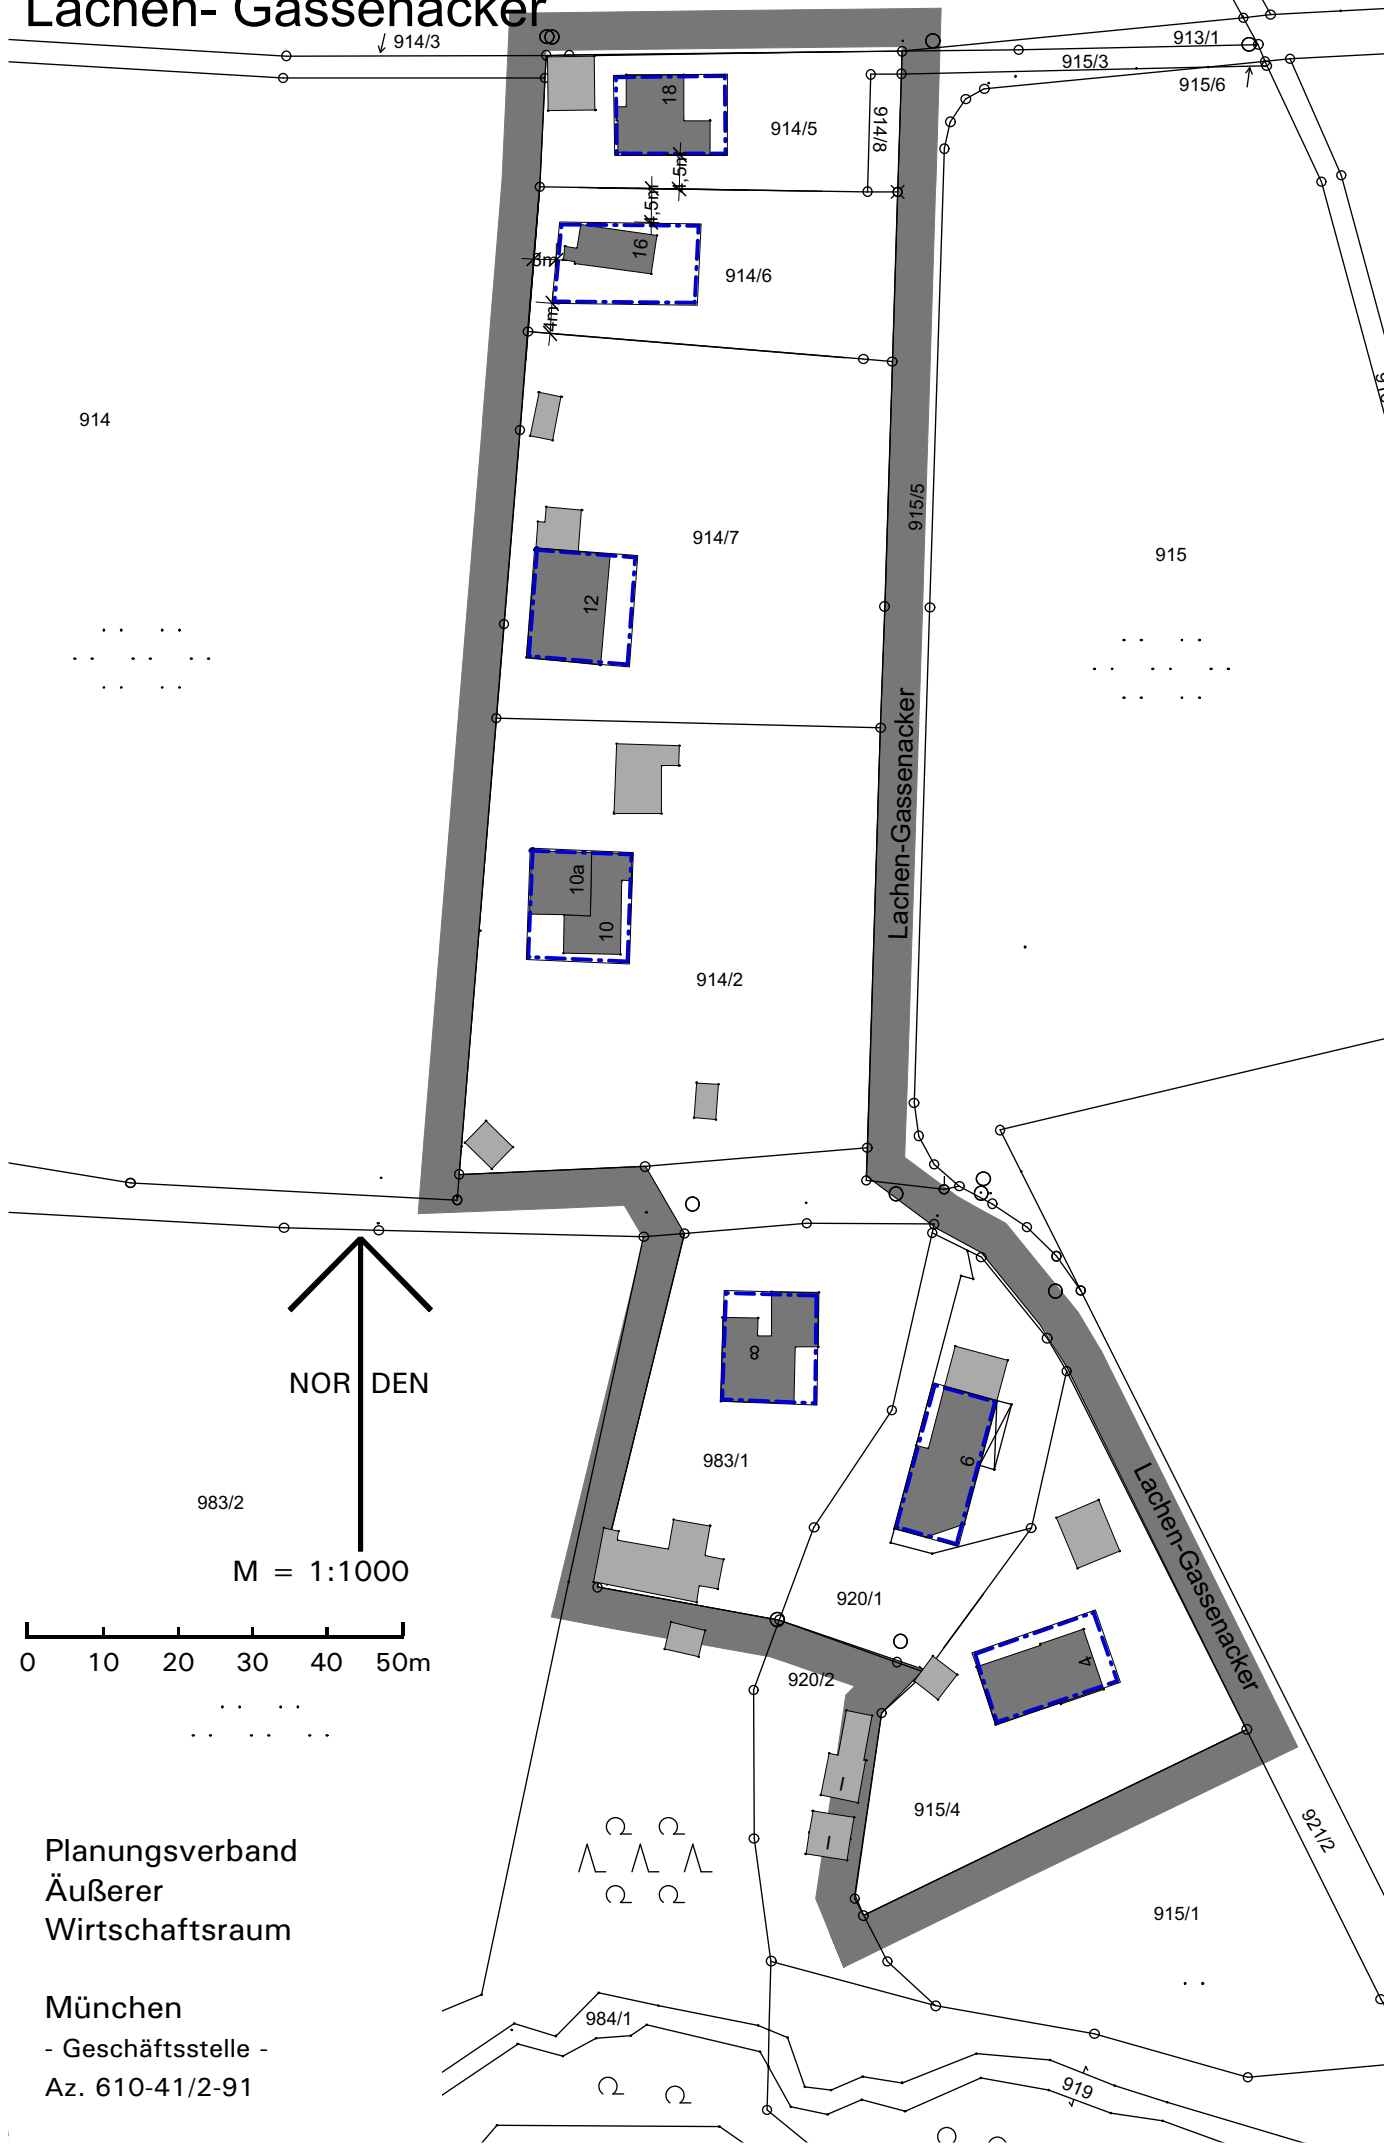 Lachen- Gassenacker
914/3
913/1
915/3
915/6
18
914/5
914/8
4,5m
4,5m
16
3m
914/6
4m
914
914/7
915/5
915
12
Lachen-Gassenacker
10a
10
914/2
8
NORDEN
983/1
6
983/2
M = 1:1000
Lachen-Gassenacker
920/1
0 10 20 30 40 50m
4
920/2
I
915/4
I
921/2
Planungsverband
Äußerer
Wirtschaftsraum
915/1
München
984/1
- Geschäftsstelle -
919
Az. 610-41/2-91